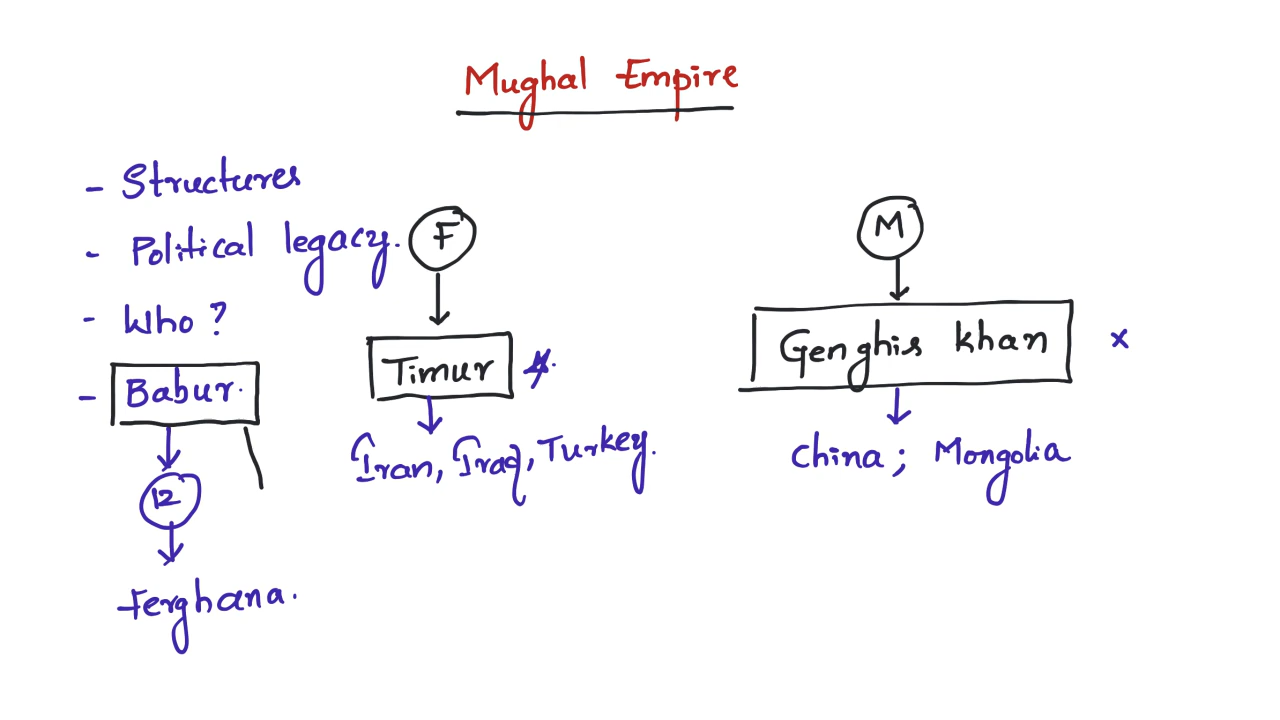 Mughal Empire
- Structures
- Political legacy.
- Who?
- Babur.
12
Ferghana.
F
Timur
Iran, Iraq, Turkey.
M
Genghis khan x
China; Mongolia